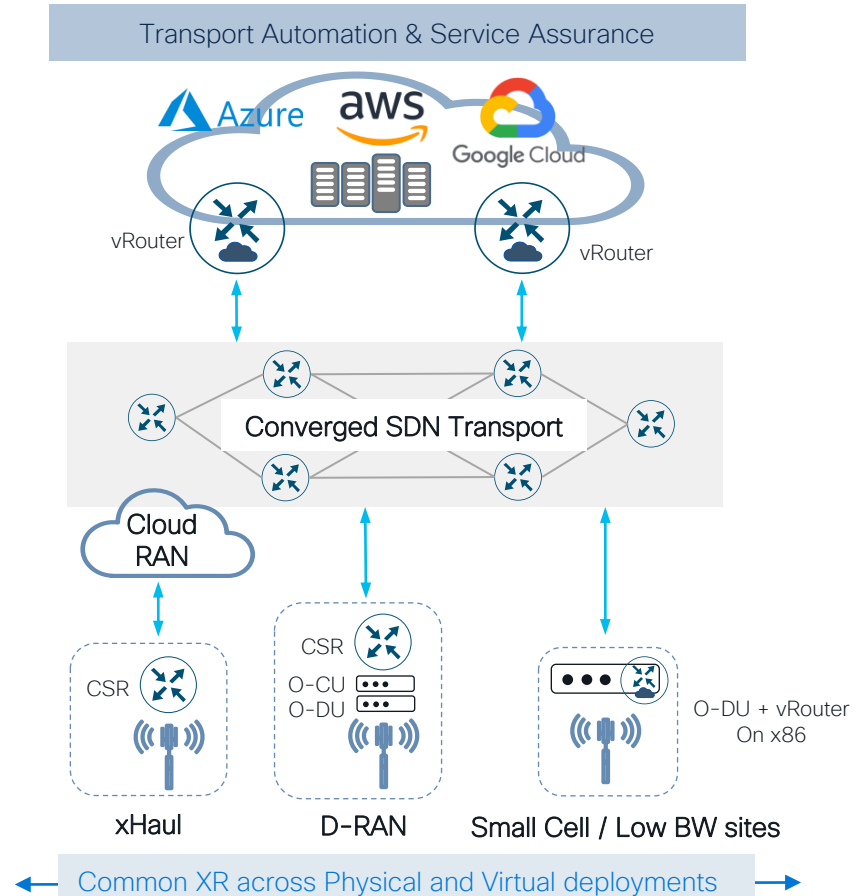 Transport Automation & Service Assurance
Azure
aws
Google Cloud
vRouter
vRouter
Converged SDN Transport
Cloud
RAN
CSR
CSR
O-CU
O-DU
O-DU + vRouter
On x86
xHaul
D-RAN
Small Cell / Low BW sites
Common XR across Physical and Virtual deployments